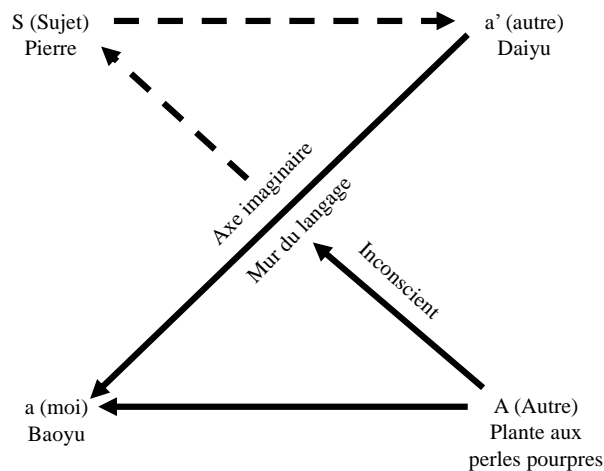 S (Sujet)
Pierre
a’ (autre)
Daiyu
Axe imaginaire
Mur du langage
Inconscient
a (moi)
Baoyu
A (Autre)
Plante aux
perles pourpres